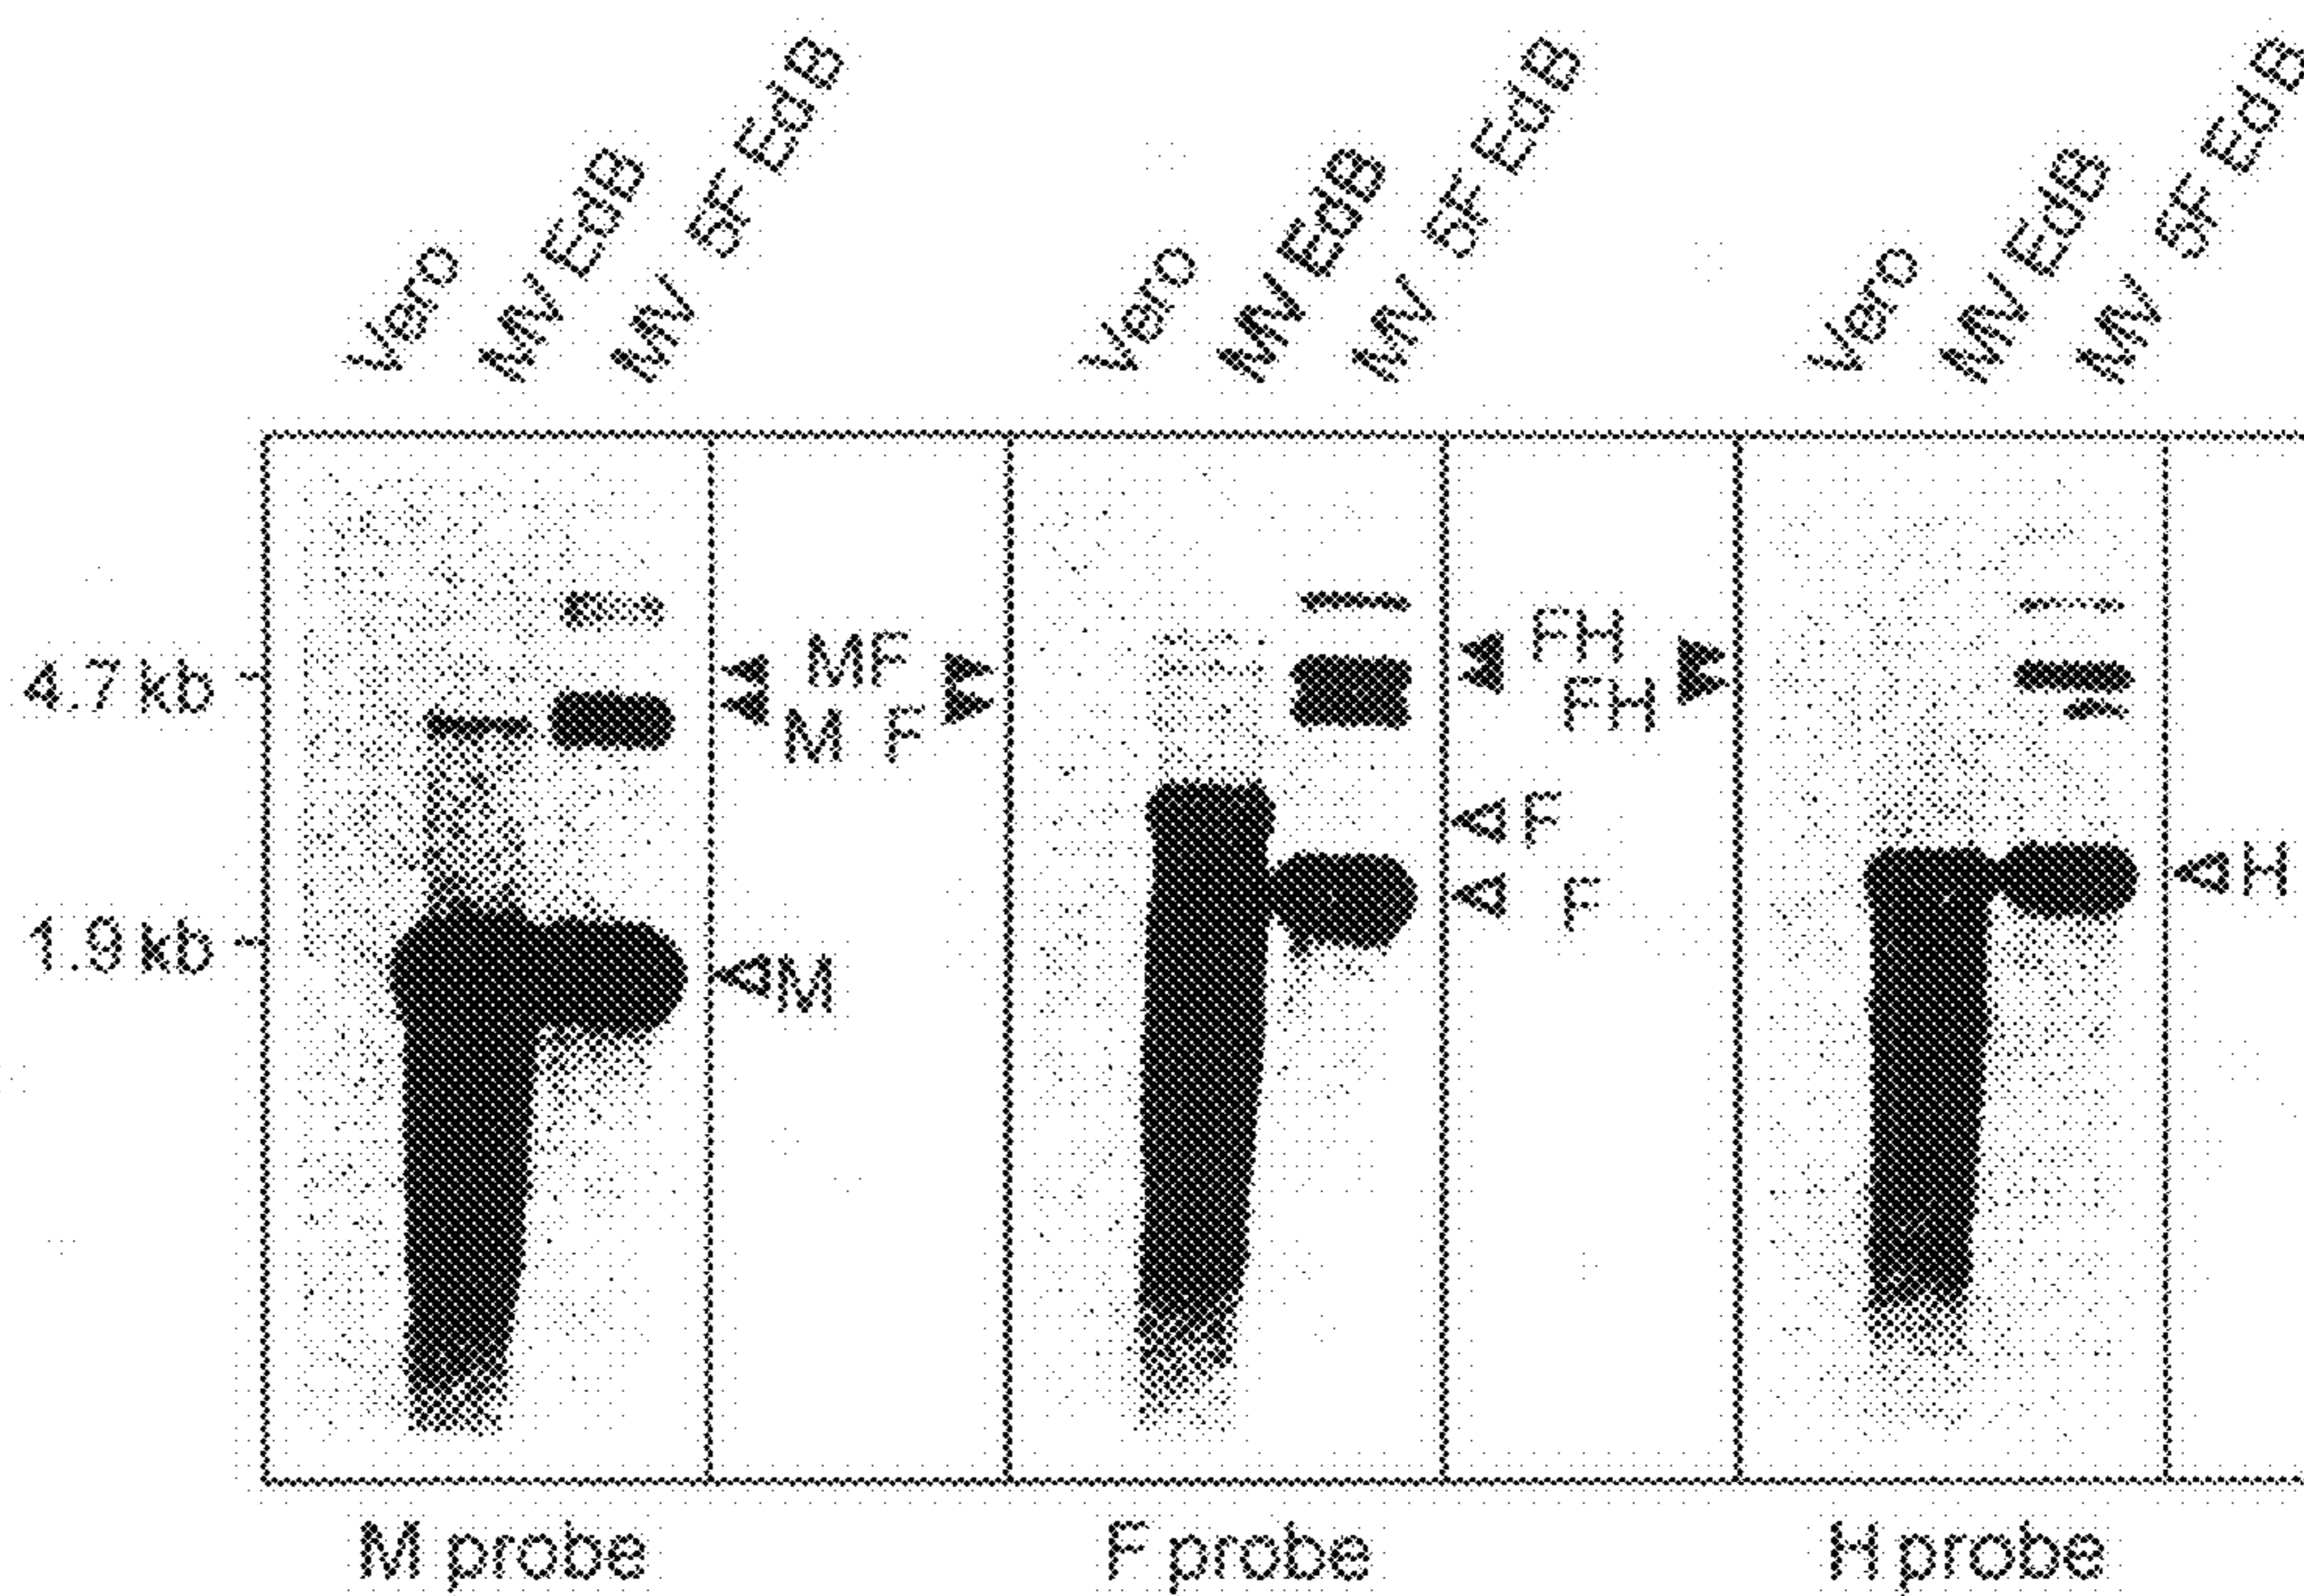 Vero MV EdB MV 5F EdB Vero MV EdB MV 5F EdB Vero MV EdB MV 5F EdB
4.7 kb
MF
M F
FH
FH
F
F
H
1.9 kb
M
M probe F probe H probe